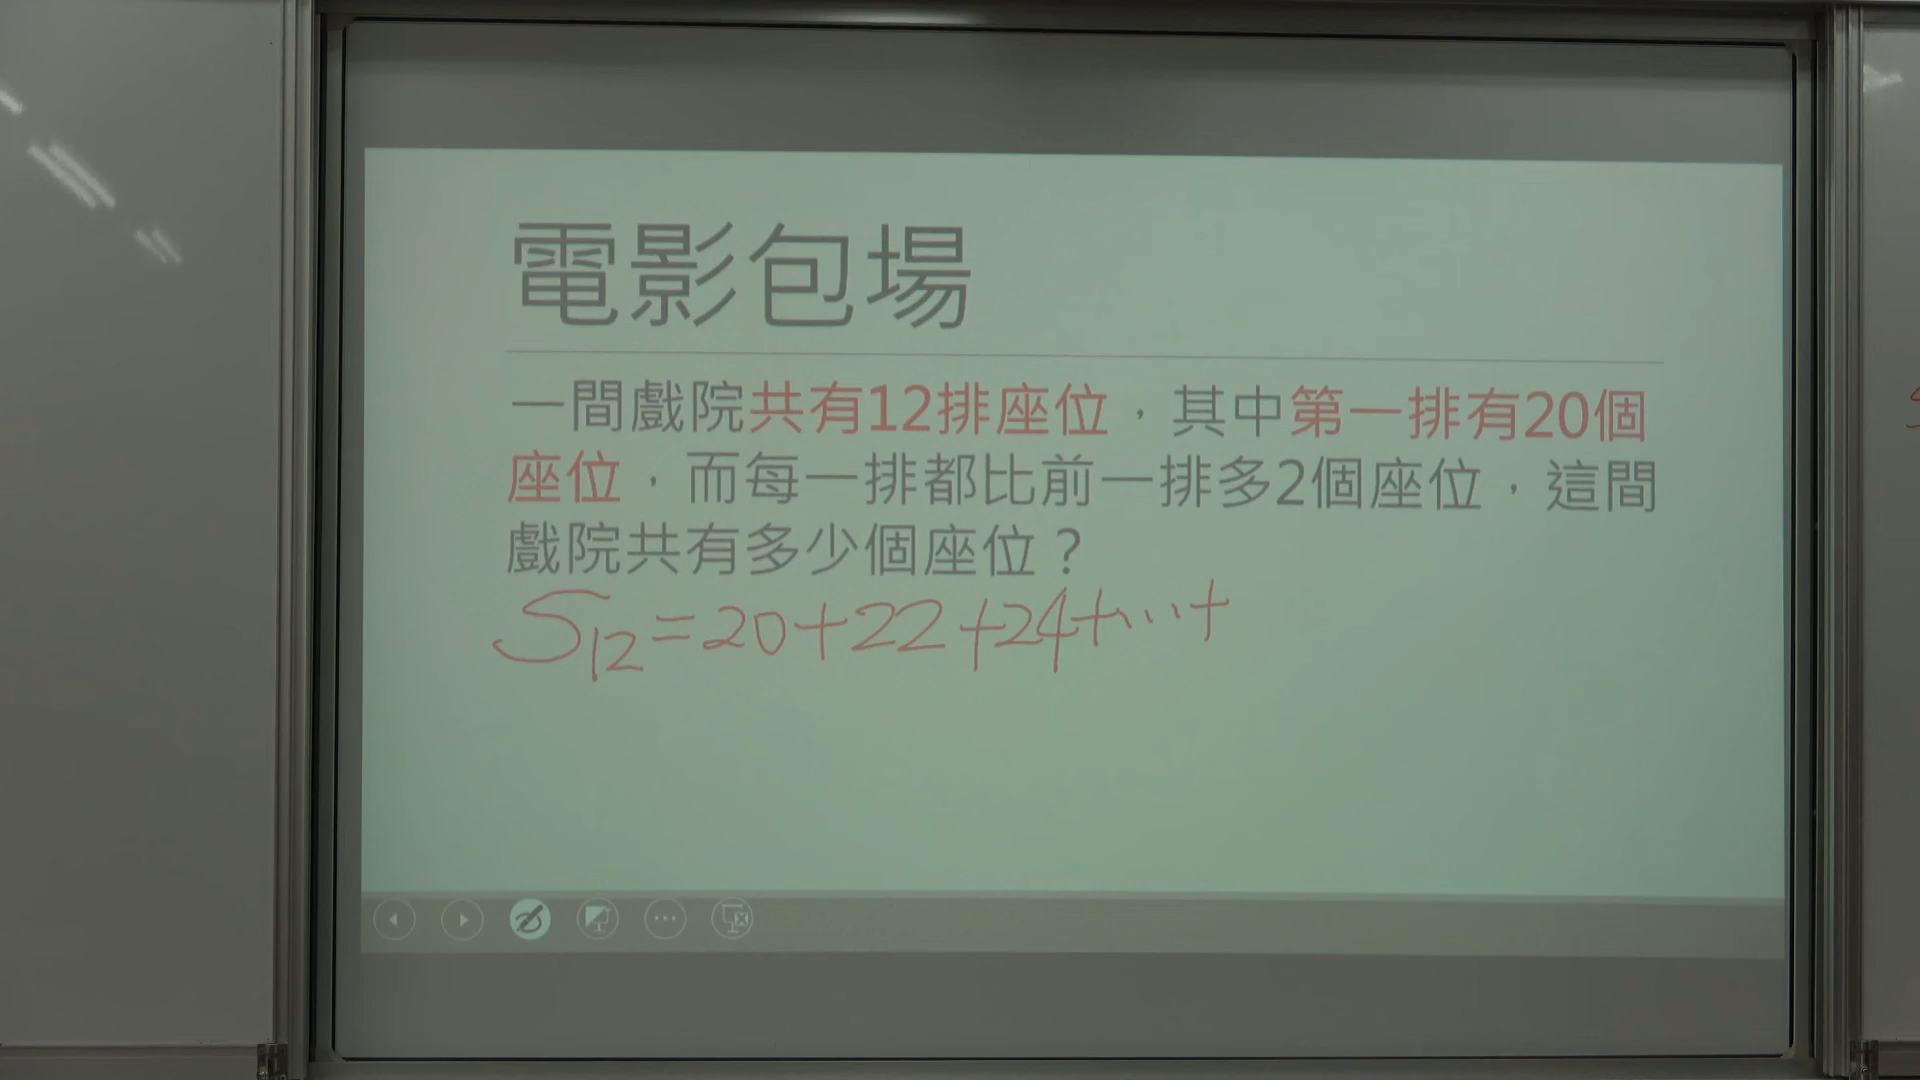 電影包場
一間戲院共有12排座位，其中第一排有20個
座位，而每一排都比前一排多2個座位，這間
戲院共有多少個座位？
S₁₂=20+22+24+...+